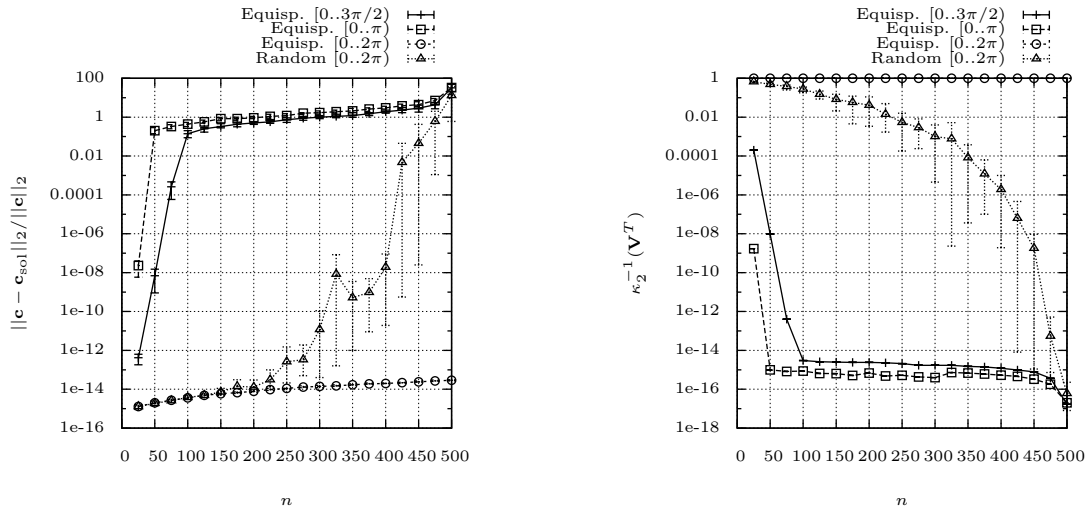 Equisp. [0..3π/2)
Equisp. [0..π)
Equisp. [0..2π)
Random [0..2π)
100
1
0.01
0.0001
1e-06
1e-08
1e-10
1e-12
1e-14
1e-16
0 50 100 150 200 250 300 350 400 450 500
n
||c − c_sol||_2/||c||_2
Equisp. [0..3π/2)
Equisp. [0..π)
Equisp. [0..2π)
Random [0..2π)
1
0.01
0.0001
1e-06
1e-08
1e-10
1e-12
1e-14
1e-16
1e-18
0 50 100 150 200 250 300 350 400 450 500
n
κ_2^{−1}(V^T)